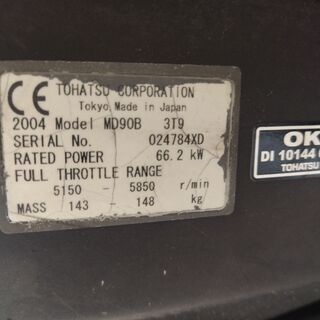 CE TOHATSU CORPORATION
Tokyo Made in Japan
2004 Model MD90B 3T9
SERIAL No. 024784XD
RATED POWER 66.2 kW
FULL THROTTLE RANGE
5150 - 5850 r/min
MASS 143 - 148 kg
OK
DI 10144
TOHATSU